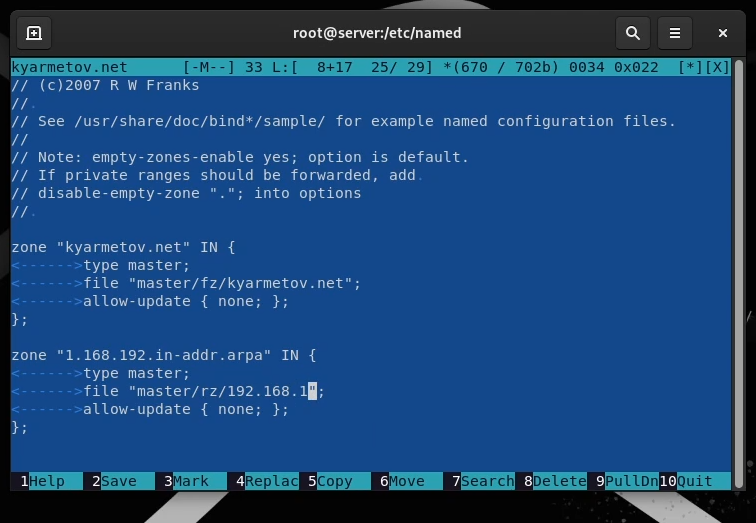 root@server:/etc/named
kyarmetov.net [-M--] 33 L:[ 8+17 25/ 29] *(670 / 702b) 0034 0x022 [*][X]
// (c)2007 R W Franks
//.
// See /usr/share/doc/bind*/sample/ for example named configuration files.
//
// Note: empty-zones-enable yes; option is default.
// If private ranges should be forwarded, add.
// disable-empty-zone "."; into options
//.
zone "kyarmetov.net" IN {
<------>type master;
<------>file "master/fz/kyarmetov.net";
<------>allow-update { none; };
};
zone "1.168.192.in-addr.arpa" IN {
<------>type master;
<------>file "master/rz/192.168.1";
<------>allow-update { none; };
};
1Help 2Save 3Mark 4Replac 5Copy 6Move 7Search 8Delete 9PullDn 10Quit